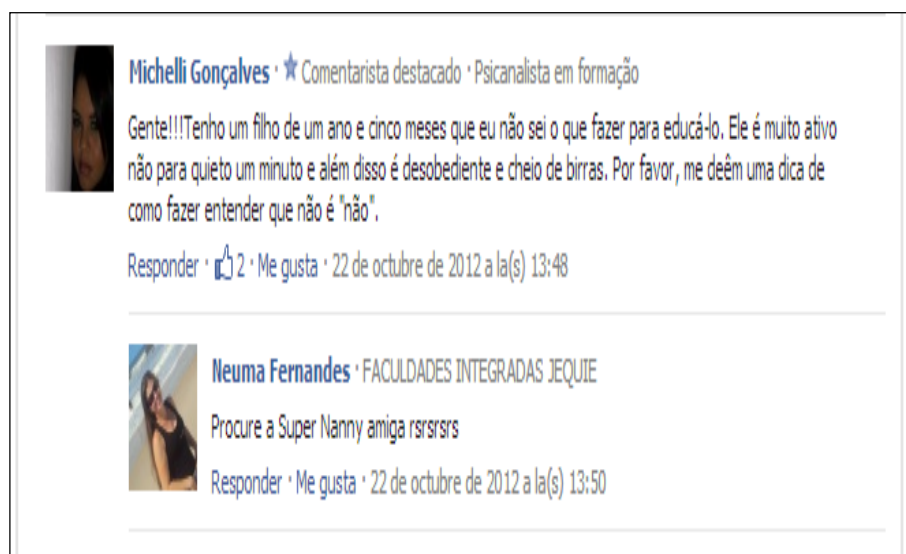 Michelli Gonçalves · Comentarista destacado · Psicanalista em formação
Gente!!!Tenho um filho de um ano e cinco meses que eu não sei o que fazer para educá-lo. Ele é muito ativo
não para quieto um minuto e além disso é desobediente e cheio de birras. Por favor, me deêm uma dica de
como fazer entender que não é "não".
Responder · 2 · Me gusta · 22 de octubre de 2012 a la(s) 13:48
Neuma Fernandes · FACULDADES INTEGRADAS JEQUIE
Procure a Super Nanny amiga rsrsrsrs
Responder · Me gusta · 22 de octubre de 2012 a la(s) 13:50